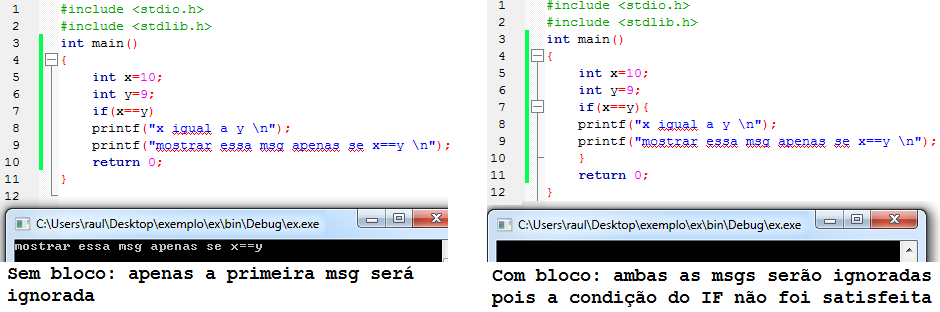 1 #include <stdio.h>
2 #include <stdlib.h>
3 int main()
4 {
5 int x=10;
6 int y=9;
7 if(x==y)
8 printf("x igual a y \n");
9 printf("mostrar essa msg apenas se x==y \n");
10 return 0;
11 }
12
C:\Users\raul\Desktop\exemplo\ex\bin\Debug\ex.exe
mostrar essa msg apenas se x==y
Sem bloco: apenas a primeira msg será
ignorada
1 #include <stdio.h>
2 #include <stdlib.h>
3 int main()
4 {
5 int x=10;
6 int y=9;
7 if(x==y){
8 printf("x igual a y \n");
9 printf("mostrar essa msg apenas se x==y \n");
10 }
11 return 0;
12 }
C:\Users\raul\Desktop\exemplo\ex\bin\Debug\ex.exe
Com bloco: ambas as msgs serão ignoradas
pois a condição do IF não foi satisfeita